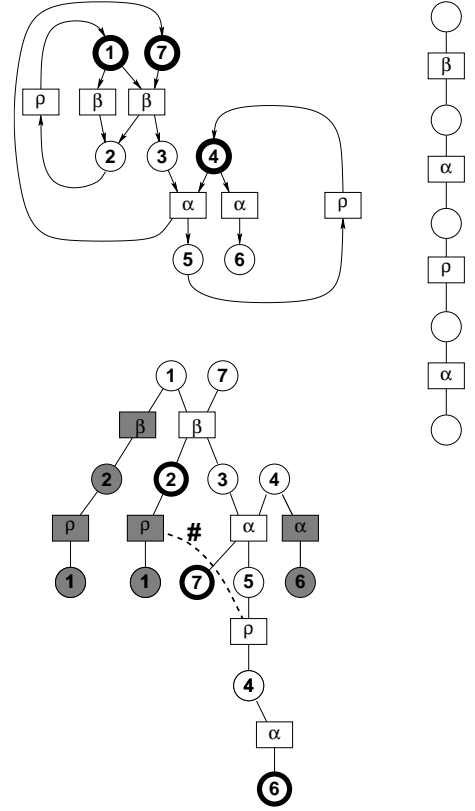 1 7
ρ β β
β
2 3 4
α α ρ
α
5 6
ρ
α
1 7
β β
2 2 3 4
ρ ρ # α α
1 1 7 5 6
ρ
4
α
6